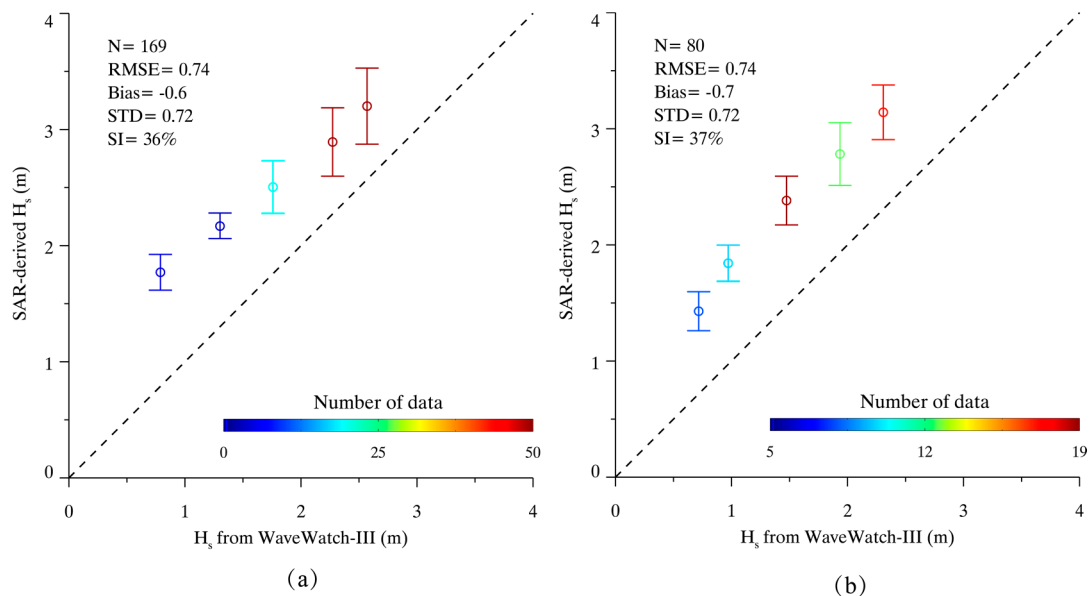 4
N= 169
RMSE= 0.74
Bias= -0.6
STD= 0.72
SI= 36%
3
2
1
0
SAR-derived Hs (m)
Number of data
0 25 50
0 1 2 3 4
Hs from WaveWatch-III (m)
(a)
4
N= 80
RMSE= 0.74
Bias= -0.7
STD= 0.72
SI= 37%
3
2
1
0
SAR-derived Hs (m)
Number of data
5 12 19
0 1 2 3 4
Hs from WaveWatch-III (m)
(b)